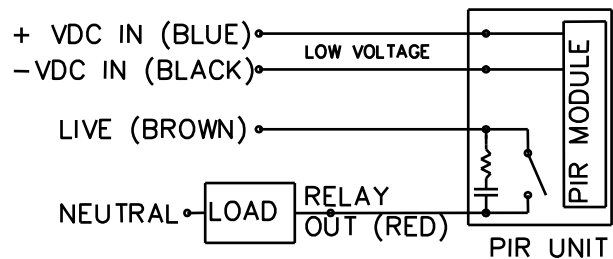 + VDC IN (BLUE)
LOW VOLTAGE
-VDC IN (BLACK)
LIVE (BROWN)
NEUTRAL
LOAD
RELAY
OUT (RED)
PIR MODULE
PIR UNIT